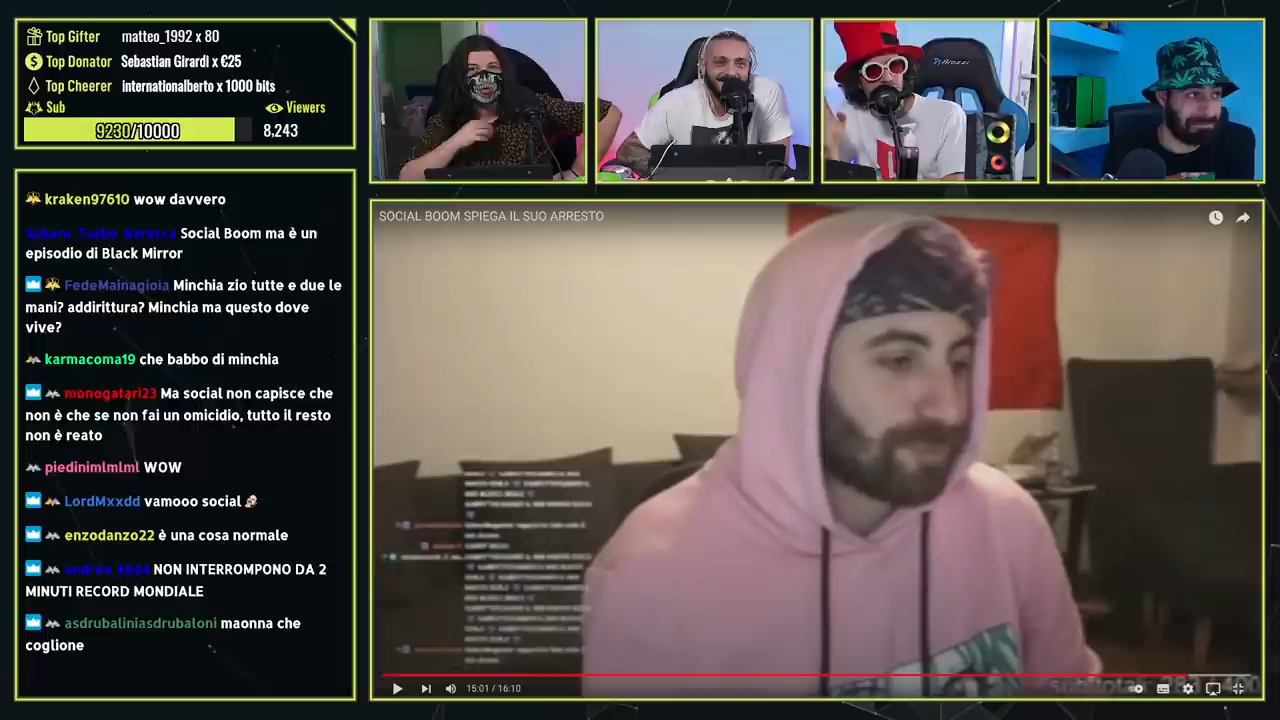 Top Gifter matteo_1992 x 80
Top Donator Sebastian Girardi x €25
Top Cheerer internationalberto x 1000 bits
Sub Viewers
9230/10000 8,243
kraken97610 wow davvero
Subaru_Turbo_Baracca Social Boom ma è un
episodio di Black Mirror
FedeMainagioia Minchia zio tutte e due le
mani? addirittura? Minchia ma questo dove
vive?
karmacoma19 che babbo di minchia
monogatari23 Ma social non capisce che
non è che se non fai un omicidio, tutto il resto
non è reato
piedinimlmlml WOW
LordMxxdd vamooo social
enzodanzo22 è una cosa normale
NON INTERROMPONO DA 2
MINUTI RECORD MONDIALE
asdrubaliniasdrubaloni maonna che
coglione
Arozzi
SOCIAL BOOM SPIEGA IL SUO ARRESTO
15:01 / 16:10